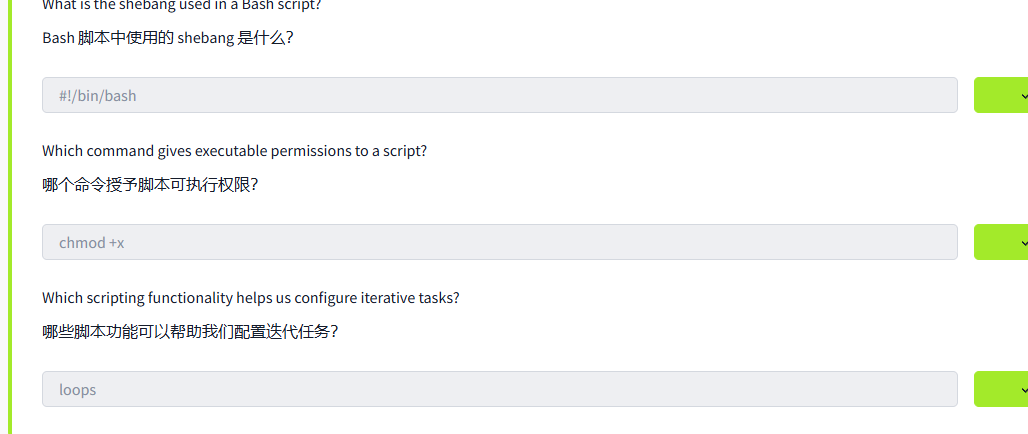 What is the shebang used in a Bash script?
Bash 脚本中使用的 shebang 是什么？
#!/bin/bash
Which command gives executable permissions to a script?
哪个命令授予脚本可执行权限？
chmod +x
Which scripting functionality helps us configure iterative tasks?
哪些脚本功能可以帮助我们配置迭代任务？
loops